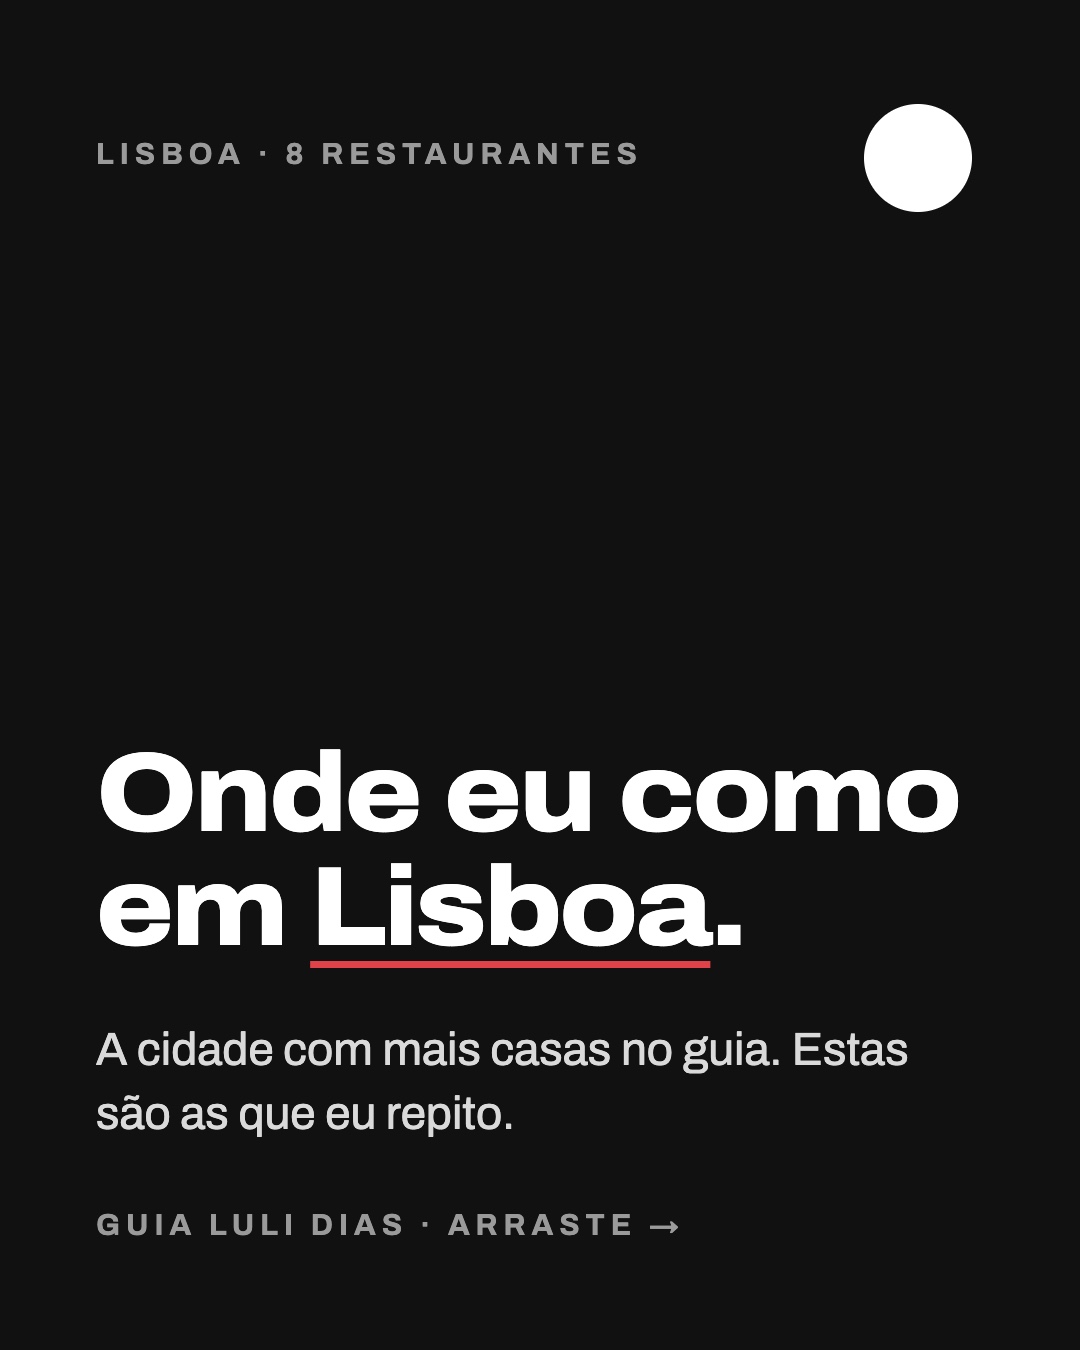 LISBOA · 8 RESTAURANTES
Onde eu como
em Lisboa.
A cidade com mais casas no guia. Estas
são as que eu repito.
GUIA LULI DIAS · ARRASTE →